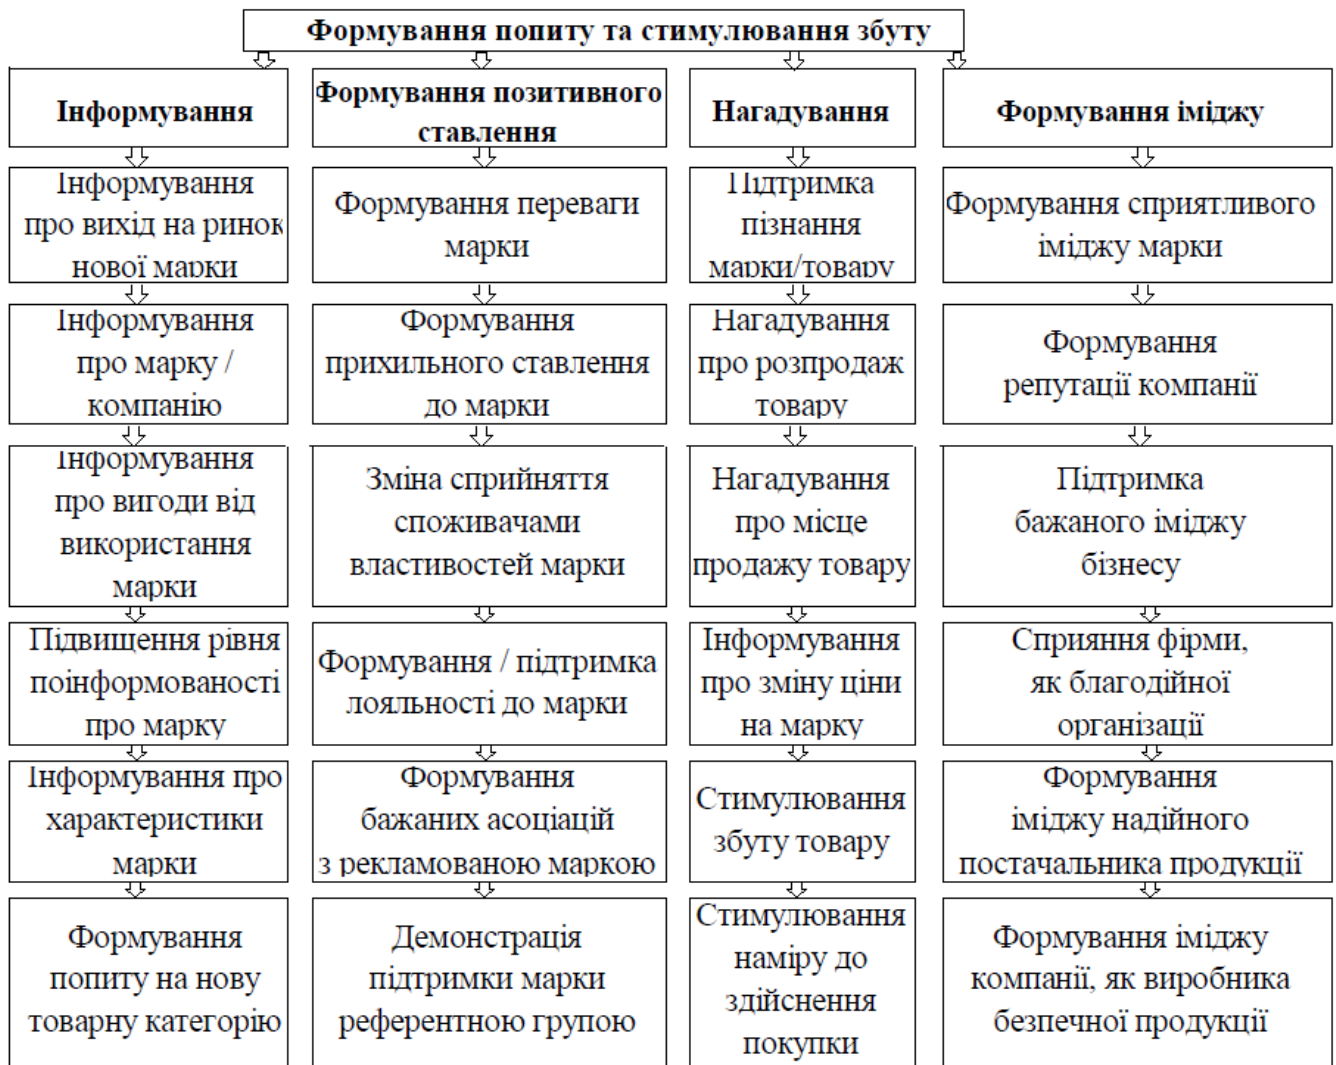 Формування попиту та стимулювання збуту
Інформування
Формування позитивного
ставлення
Нагадування
Формування іміджу
Інформування
про вихід на ринок
нової марки
Формування переваги
марки
Підтримка
пізнання
марки/товару
Формування сприятливого
іміджу марки
Інформування
про марку /
компанію
Формування
прихильного ставлення
до марки
Нагадування
про розпродаж
товару
Формування
репутації компанії
Інформування
про вигоди від
використання
марки
Зміна сприйняття
споживачами
властивостей марки
Нагадування
про місце
продажу товару
Підтримка
бажаного іміджу
бізнесу
Підвищення рівня
поінформованості
про марку
Формування / підтримка
лояльності до марки
Інформування
про зміну ціни
на марку
Сприяння фірми,
як благодійної
організації
Інформування про
характеристики
марки
Формування
бажаних асоціацій
з рекламованою маркою
Стимулювання
збуту товару
Формування
іміджу надійного
постачальника продукції
Формування
попиту на нову
товарну категорію
Демонстрація
підтримки марки
референтною групою
Стимулювання
наміру до
здійснення
покупки
Формування іміджу
компанії, як виробника
безпечної продукції